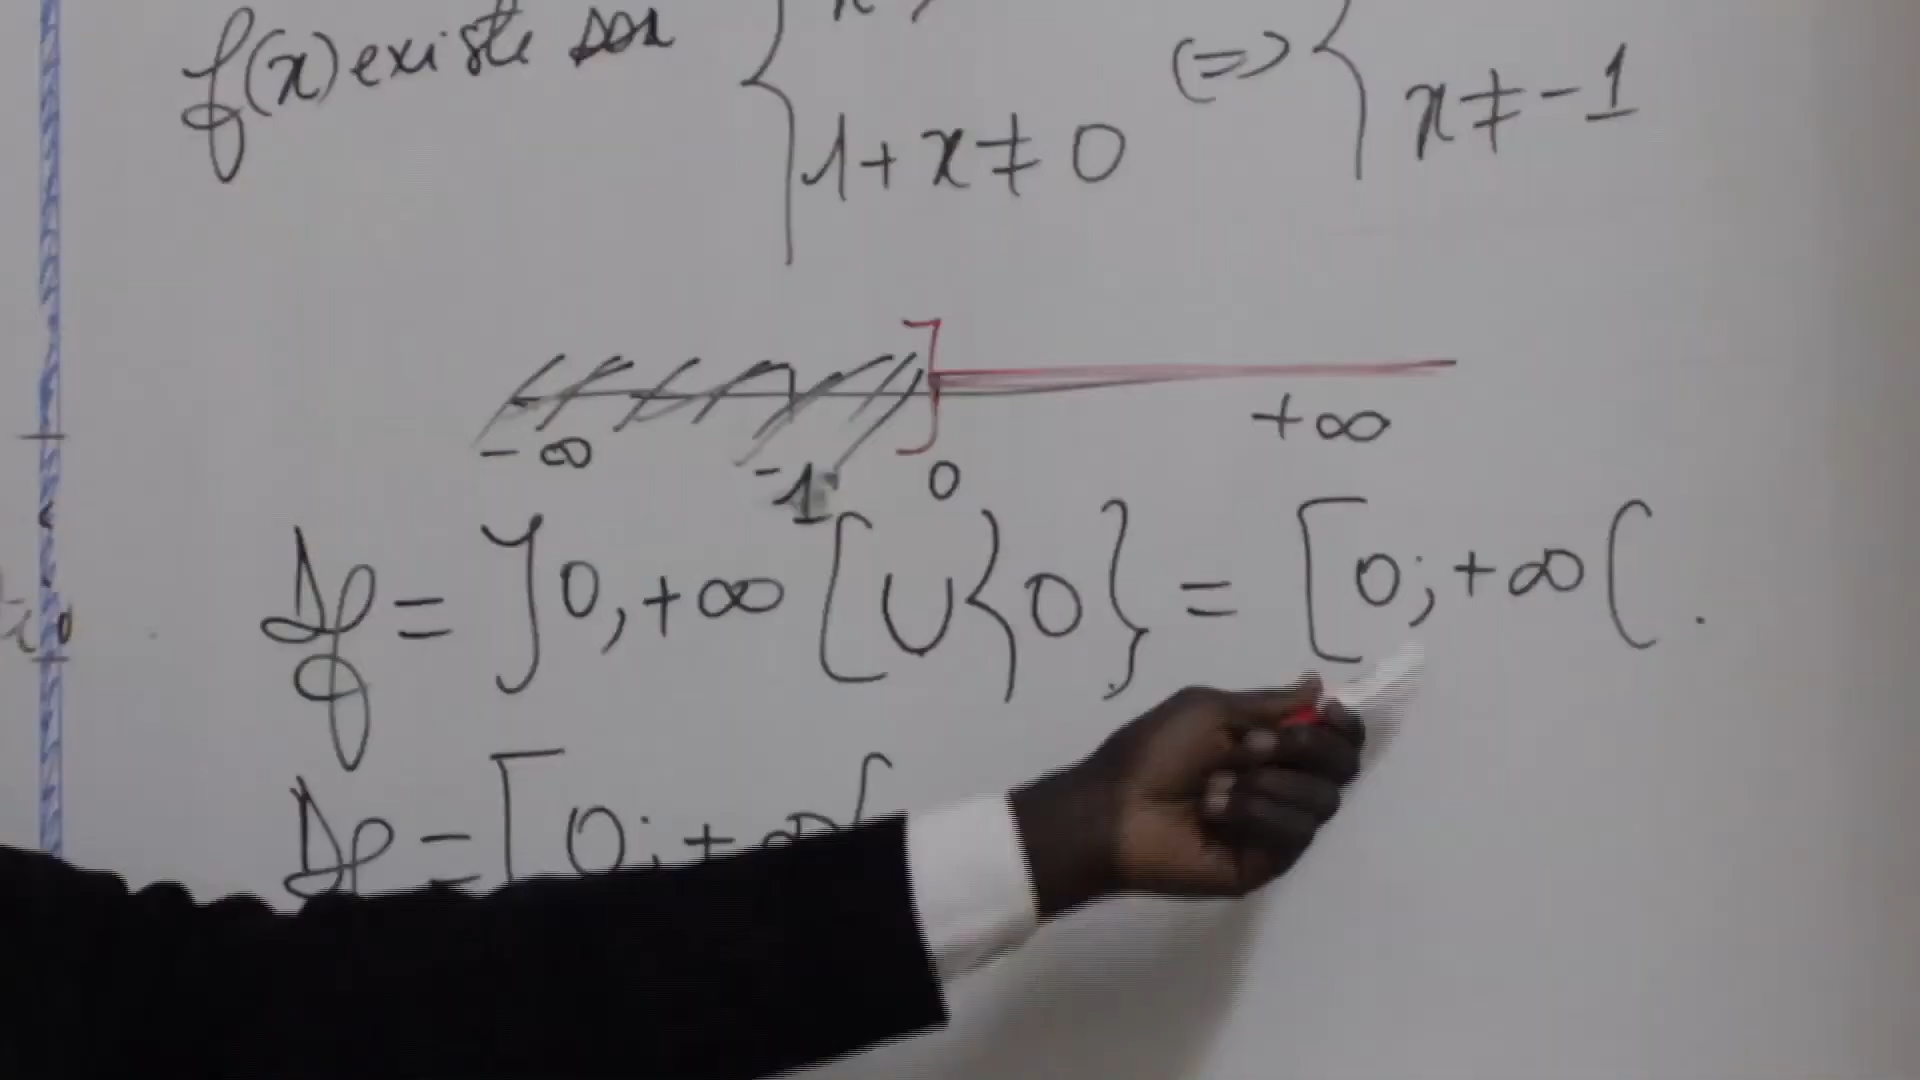 f(x) existe ssi { 1+x≠0 (=> { x≠-1
-∞ -1 0 +∞
Df = ]0,+∞[U{0} = [0;+∞[.
Df = [0;+∞[